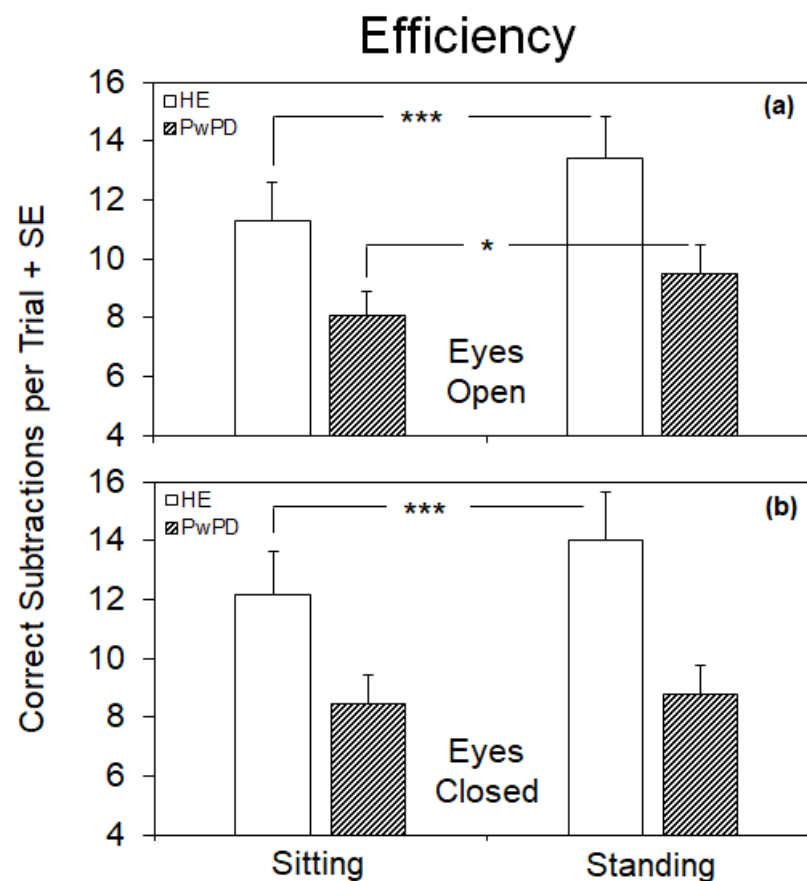 Efficiency
Correct Subtractions per Trial + SE
16
14
12
10
8
6
4
HE
PwPD
(a)
***
*
Eyes
Open
16
14
12
10
8
6
4
HE
PwPD
(b)
***
Eyes
Closed
Sitting
Standing